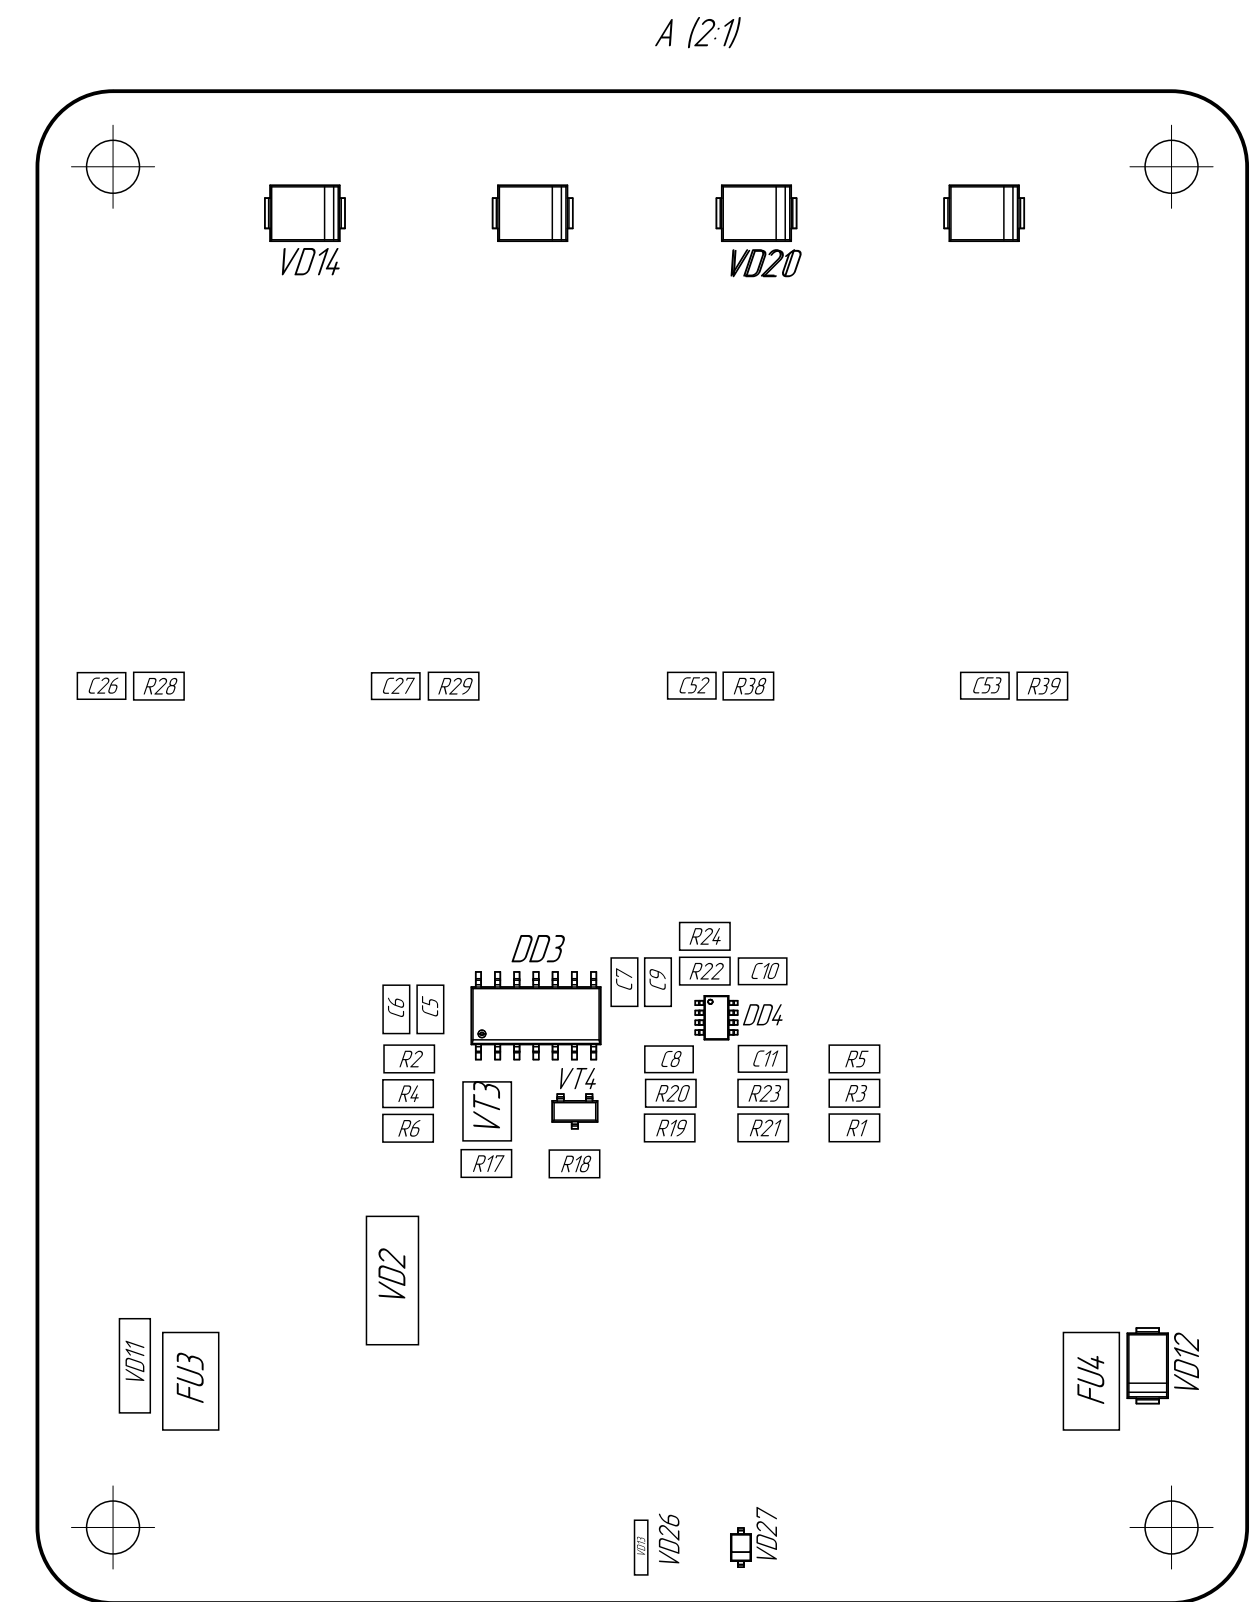 A (2:1)
VD14 VD20
C26 R28 C27 R29 C52 R38 C53 R39
R24
DD3
R22 C10
C7 C9
C6 C5
DD4
R2 C8 C11 R5
VT4
R4 VT3 R20 R23 R3
R6 R19 R21 R1
R17 R18
VD2
VD11 FU3 FU4 VD12
VD13 VD26 VD27